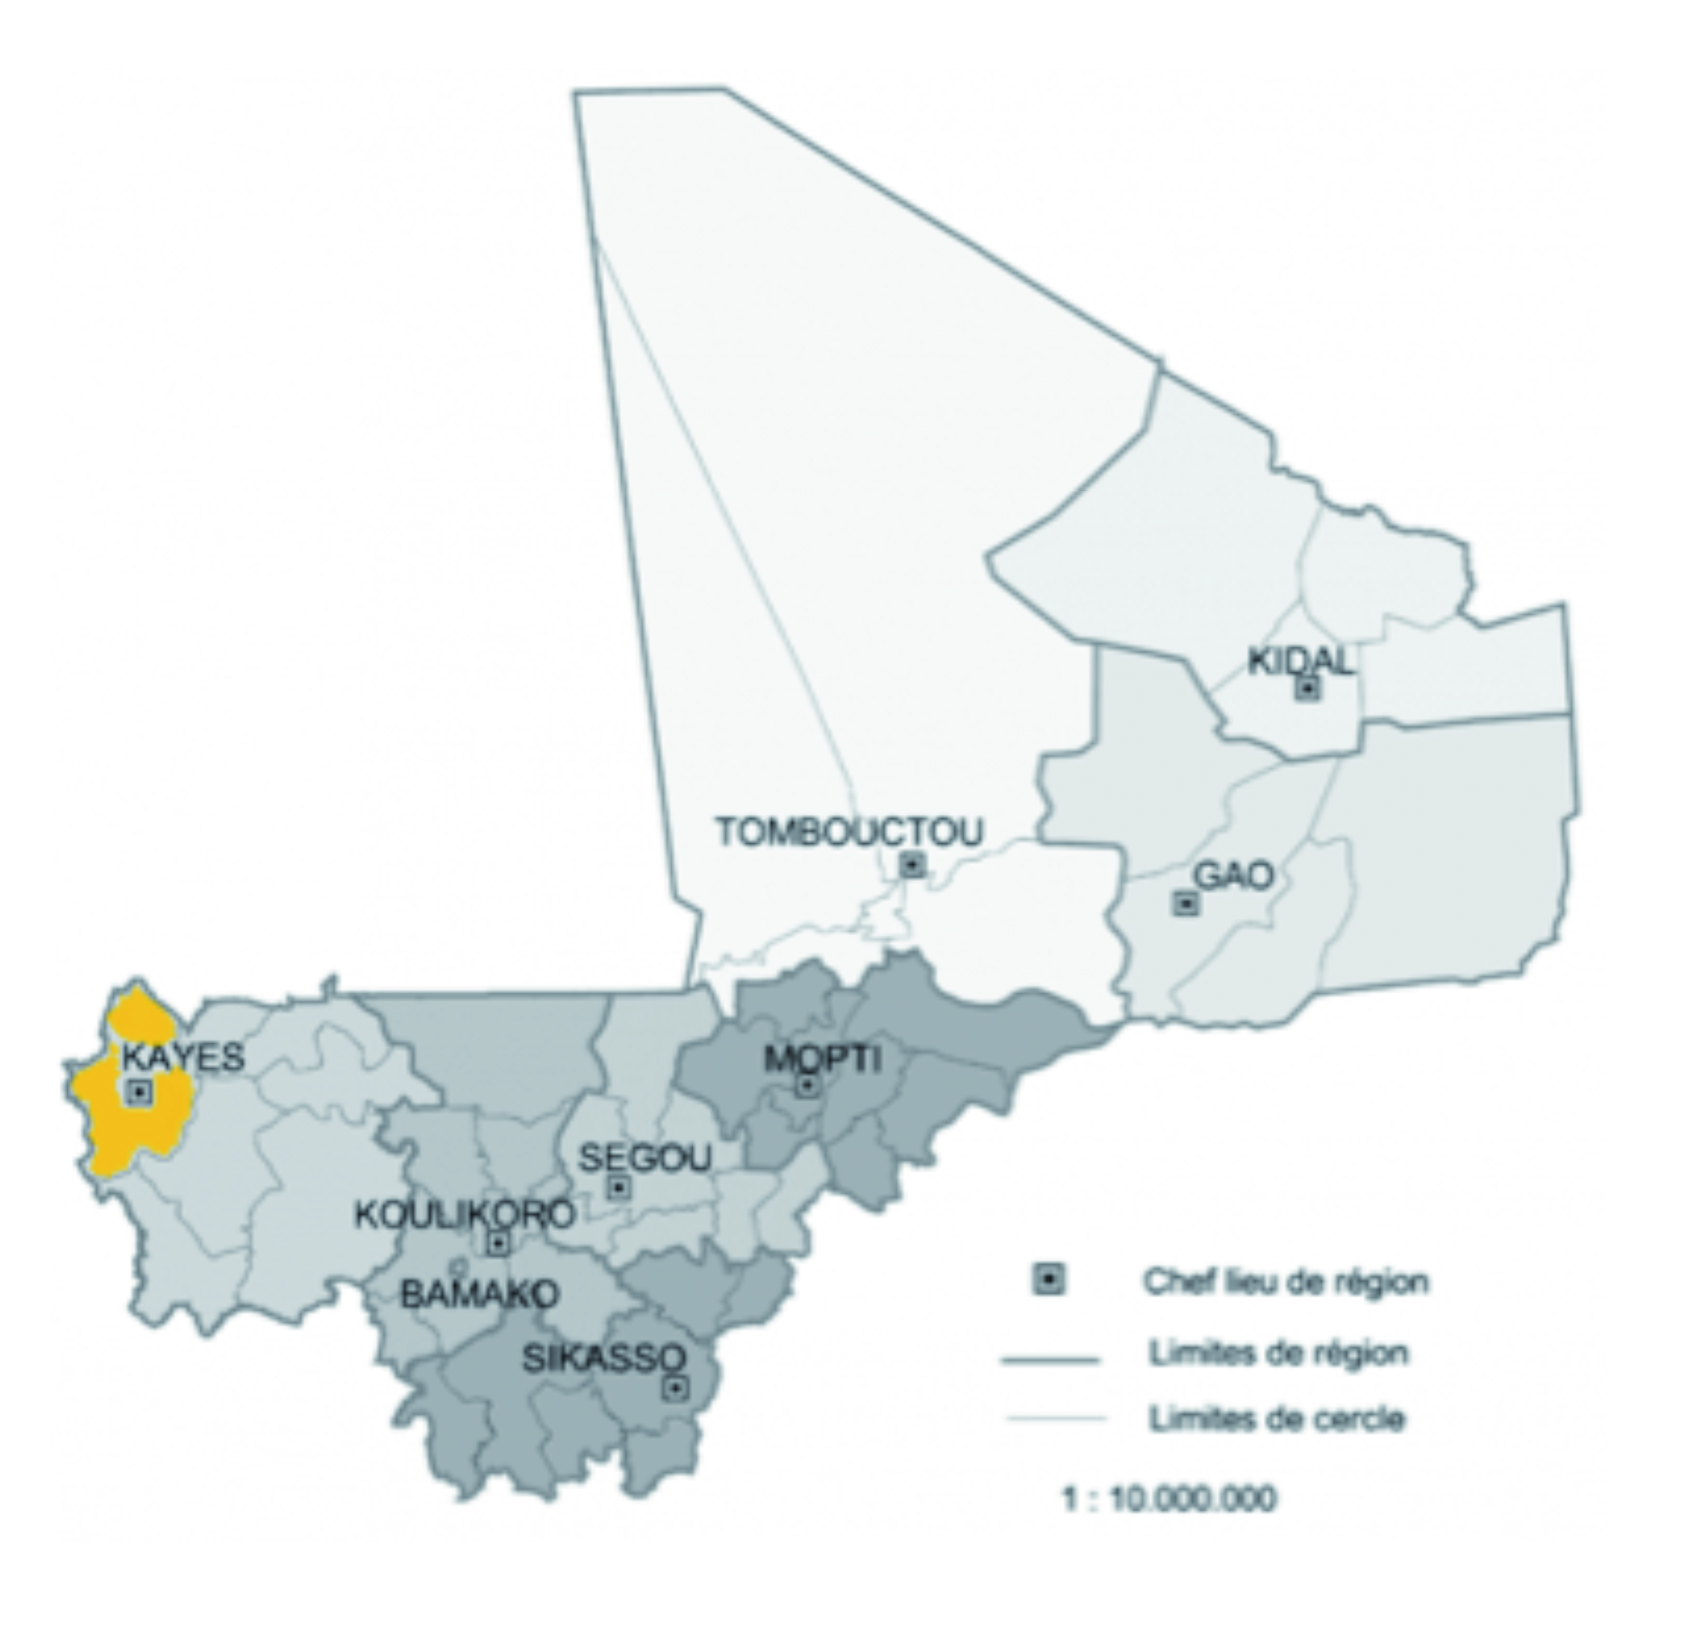 KIDAL
TOMBOUCTOU
GAO
KAYES
MOPTI
SEGOU
KOULIKORO
BAMAKO
SIKASSO
Chef lieu de région
Limites de région
Limites de cercle
1 : 10.000.000